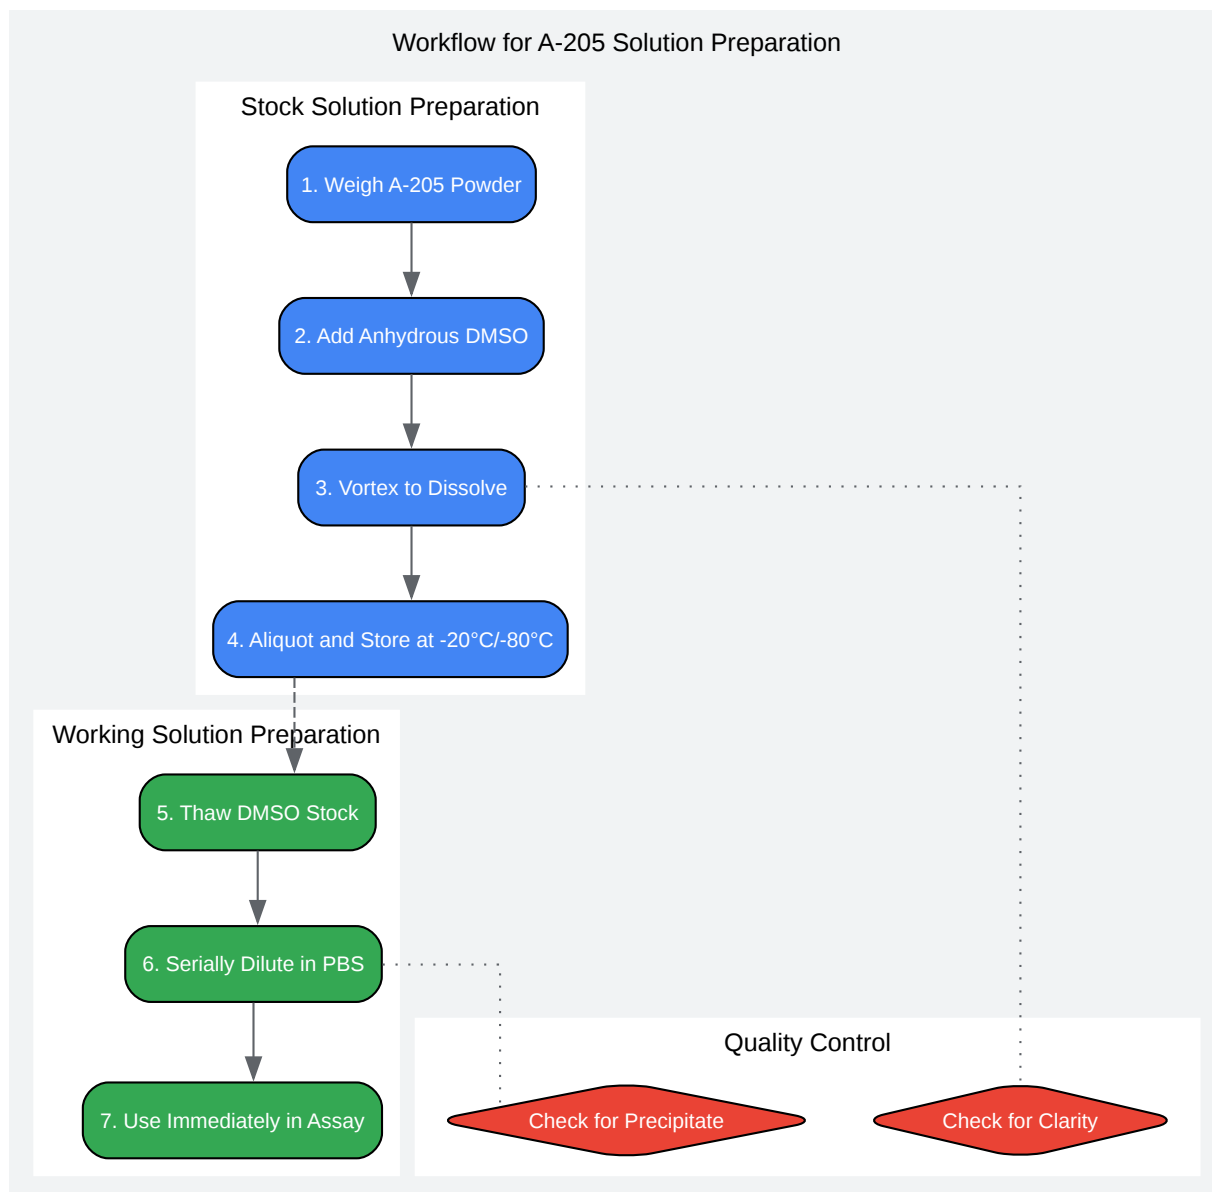 Workflow for A-205 Solution Preparation
Stock Solution Preparation
1. Weigh A-205 Powder
2. Add Anhydrous DMSO
3. Vortex to Dissolve
4. Aliquot and Store at -20°C/-80°C
Working Solution Preparation
5. Thaw DMSO Stock
6. Serially Dilute in PBS
7. Use Immediately in Assay
Quality Control
Check for Precipitate
Check for Clarity